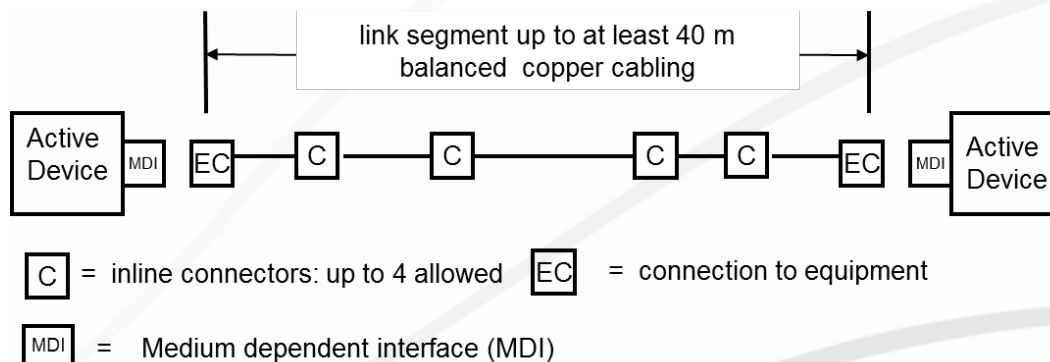 link segment up to at least 40 m
balanced copper cabling
Active
Device
MDI
EC
C
C
C
C
EC
MDI
Active
Device
C = inline connectors: up to 4 allowed
EC = connection to equipment
MDI = Medium dependent interface (MDI)